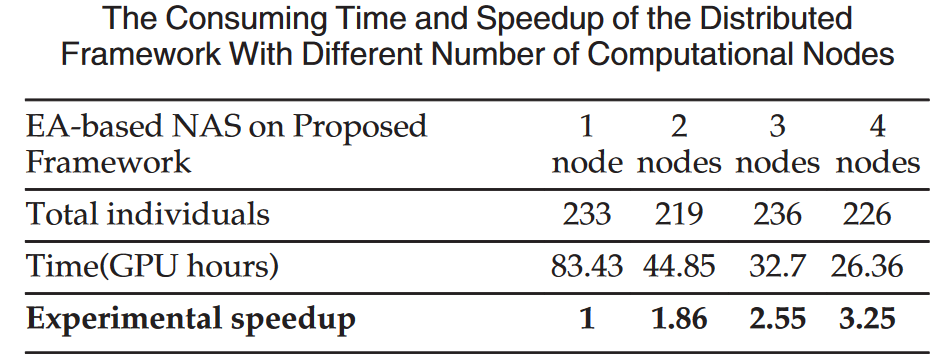 The Consuming Time and Speedup of the Distributed
Framework With Different Number of Computational Nodes
EA-based NAS on Proposed 1 2 3 4
Framework node nodes nodes nodes
Total individuals 233 219 236 226
Time(GPU hours) 83.43 44.85 32.7 26.36
Experimental speedup 1 1.86 2.55 3.25